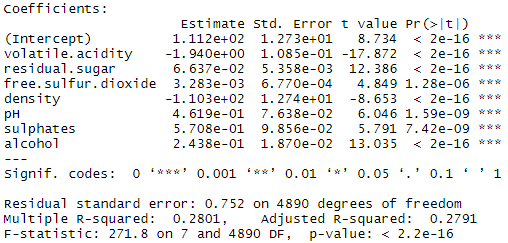 Coefficients:
                      Estimate Std. Error t value Pr(>|t|)
(Intercept)          1.112e+02  1.273e+01   8.734  < 2e-16 ***
volatile.acidity    -1.940e+00  1.085e-01 -17.872  < 2e-16 ***
residual.sugar       6.637e-02  5.358e-03  12.386  < 2e-16 ***
free.sulfur.dioxide  3.283e-03  6.770e-04   4.849 1.28e-06 ***
density             -1.103e+02  1.274e+01  -8.653  < 2e-16 ***
pH                   4.619e-01  7.638e-02   6.046 1.59e-09 ***
sulphates            5.708e-01  9.856e-02   5.791 7.42e-09 ***
alcohol              2.438e-01  1.870e-02  13.035  < 2e-16 ***
---
Signif. codes:  0 ‘***’ 0.001 ‘**’ 0.01 ‘*’ 0.05 ‘.’ 0.1 ‘ ’ 1
Residual standard error: 0.752 on 4890 degrees of freedom
Multiple R-squared:  0.2801,    Adjusted R-squared:  0.2791
F-statistic: 271.8 on 7 and 4890 DF,  p-value: < 2.2e-16